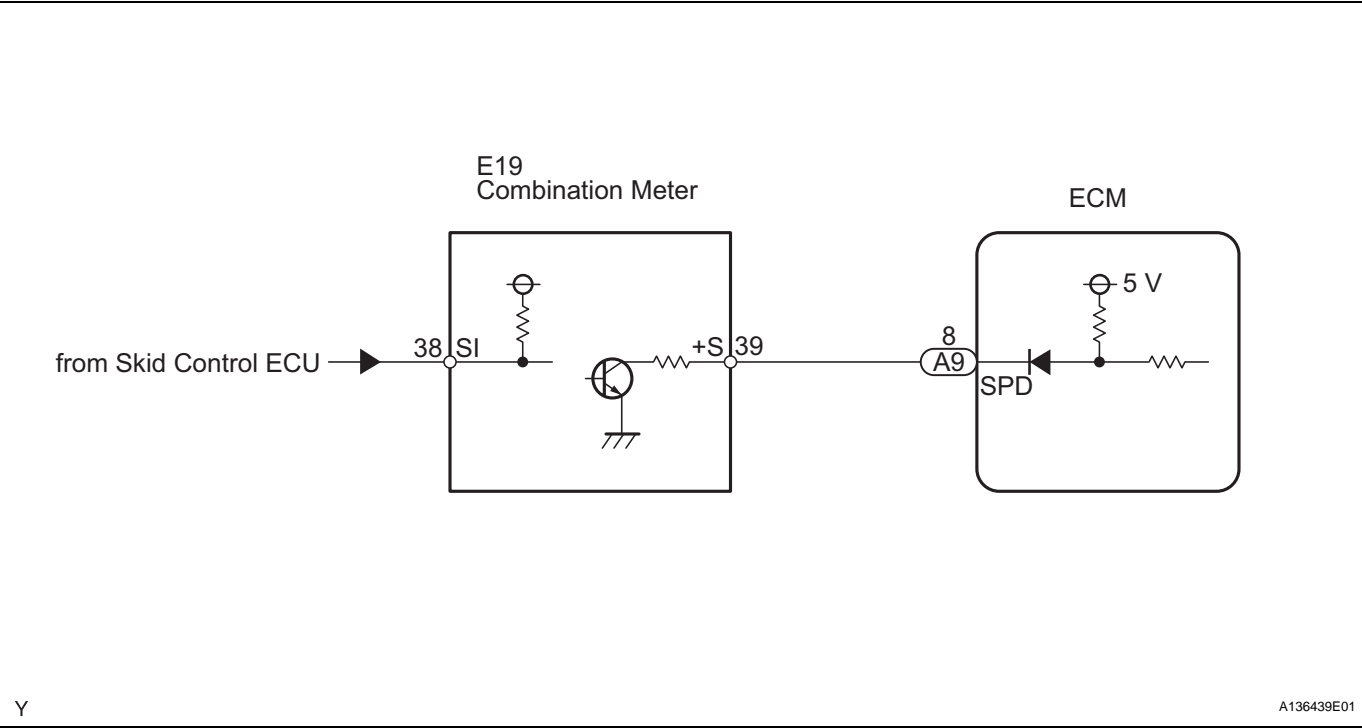 E19
Combination Meter
ECM
5 V
from Skid Control ECU
38 SI
+S 39
8
A9
SPD
Y
A136439E01